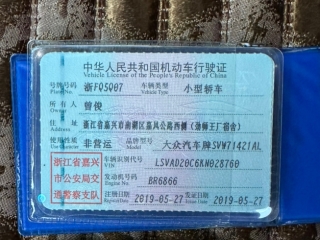 中华人民共和国机动车行驶证
Vehicle License of the People's Republic of China
号牌号码 浙FQ5Q07 车辆类型 小型轿车
Plate No. Vehicle Type
所有人 曾俊
Owner
住址 浙江省嘉兴市南湖区嘉风公路西侧(劲师王厂宿舍)
Address
使用性质 非营运 品牌型号 大众汽车牌SVW71421AL
Use Character Model
浙江省嘉兴
市公安局交
通警察支队
车辆识别代号 LSVAD20C6KN028760
VIN
发动机号码 BR6866
Engine No.
注册日期 2019-05-27 发证日期 2019-05-27
Register Date Issue Date